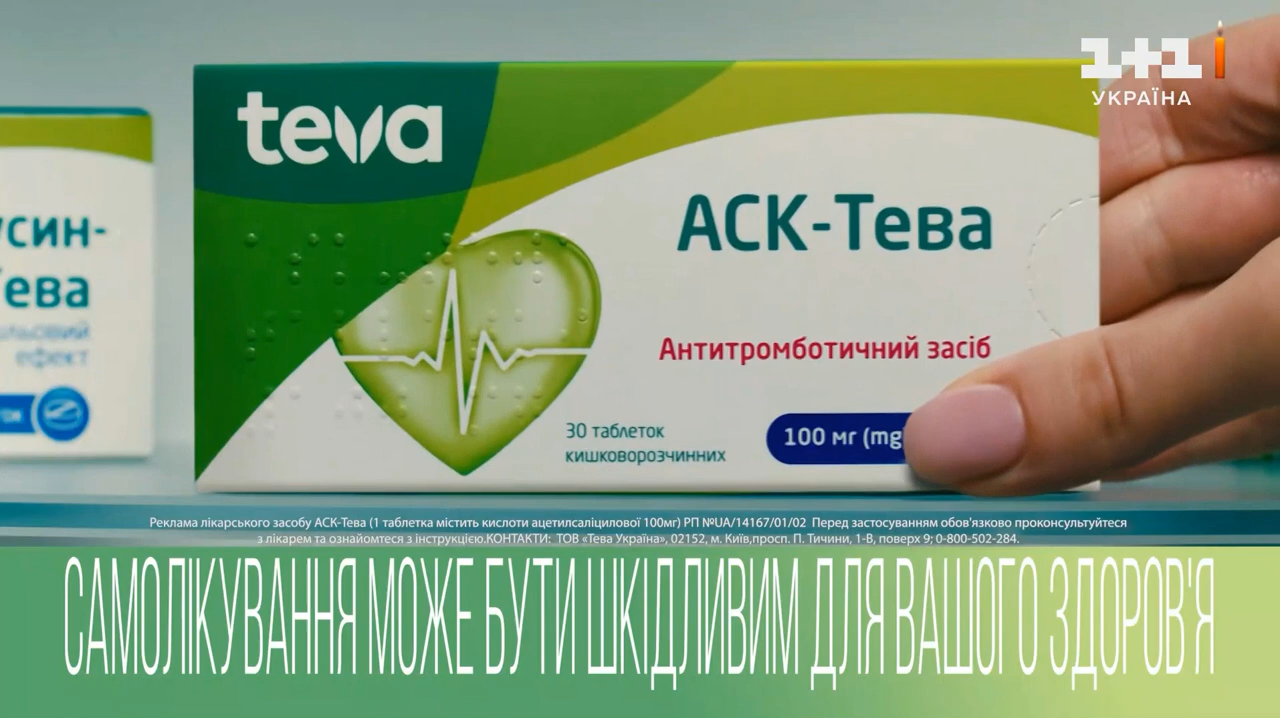 1+1
УКРАЇНА
teva
АСК-Тева
Антитромботичний засіб
30 таблеток
кишковорозчинних
100 мг (mg)
ефект
Реклама лікарського засобу АСК-Тева (1 таблетка містить кислоти ацетилсаліцилової 100мг) РП №UA/14167/01/02 Перед застосуванням обов'язково проконсультуйтеся
з лікарем та ознайомтеся з інструкцією.КОНТАКТИ: ТОВ «Тева Україна», 02152, м. Київ,просп. П. Тичини, 1-В, поверх 9; 0-800-502-284.
САМОЛІКУВАННЯ МОЖЕ БУТИ ШКІДЛИВИМ ДЛЯ ВАШОГО ЗДОРОВ'Я